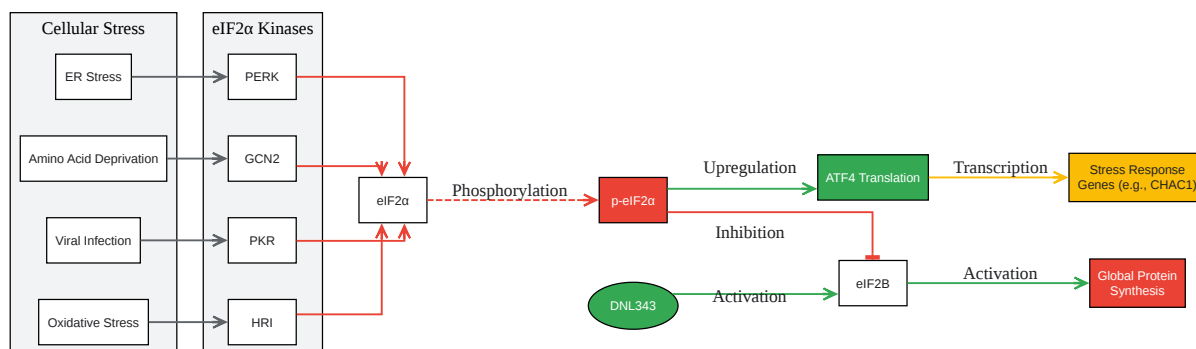 Cellular Stress
eIF2α Kinases
ER Stress
PERK
Amino Acid Deprivation
GCN2
Viral Infection
PKR
Oxidative Stress
HRI
eIF2α
Phosphorylation
p-eIF2α
Upregulation
ATF4 Translation
Transcription
Stress Response
Genes (e.g., CHAC1)
Inhibition
eIF2B
Activation
Global Protein
Synthesis
DNL343
Activation